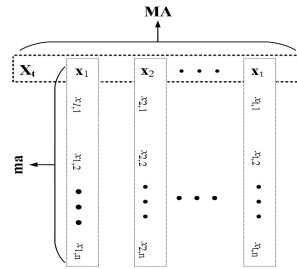 MA
X_t x_1 x_2 • • • x_t
x_{1,1} x_{2,1} x_{t,1}
ma
x_{1,2} x_{2,2} x_{t,2}
• • •
x_{1,n} x_{2,n} x_{t,n}